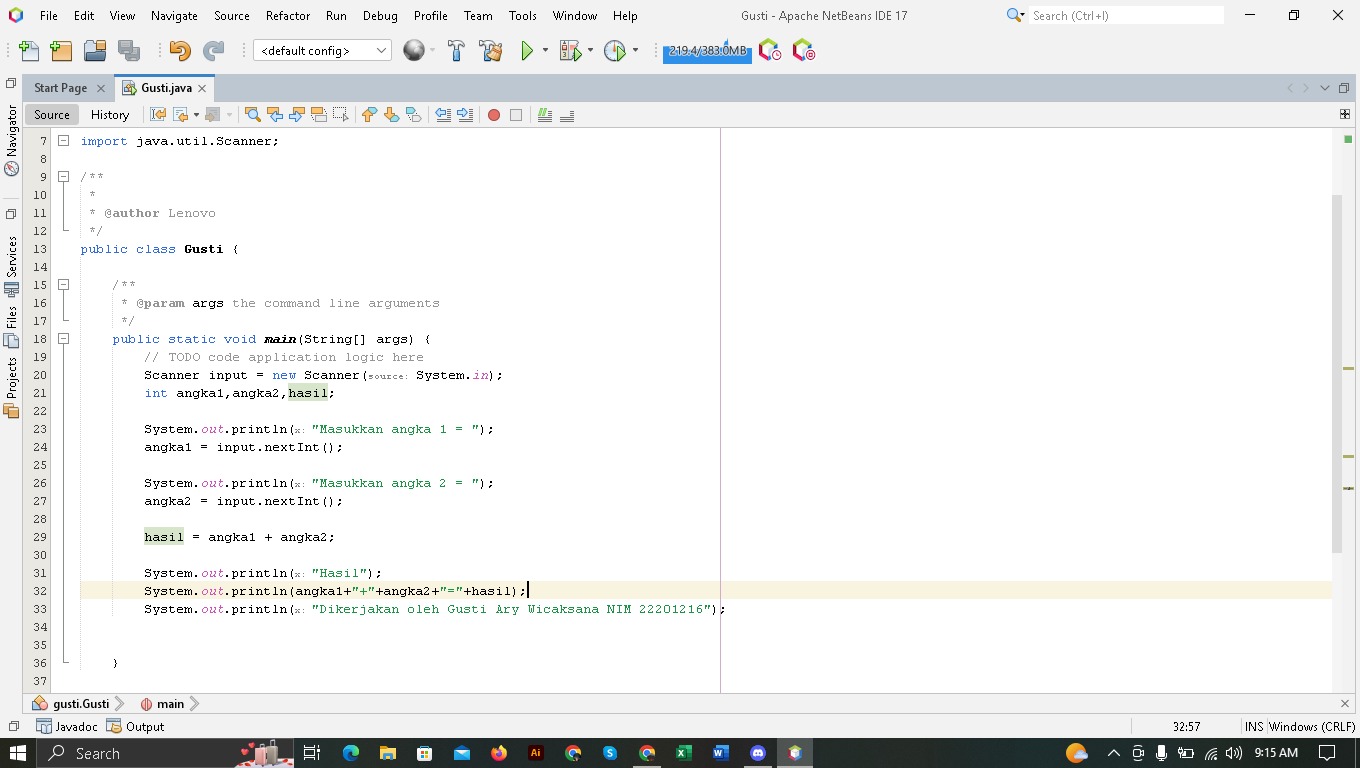 File Edit View Navigate Source Refactor Run Debug Profile Team Tools Window Help Gusti - Apache NetBeans IDE 17 Search (Ctrl+I)
<default config> 219.4/383.0MB
Start Page Gusti.java
Source History
Navigator
Services
Files
Projects
7 import java.util.Scanner;
8
9 /**
10 *
11 * @author Lenovo
12 */
13 public class Gusti {
14
15 /**
16 * @param args the command line arguments
17 */
18 public static void main(String[] args) {
19 // TODO code application logic here
20 Scanner input = new Scanner(source: System.in);
21 int angka1,angka2,hasil;
22
23 System.out.println(x: "Masukkan angka 1 = ");
24 angka1 = input.nextInt();
25
26 System.out.println(x: "Masukkan angka 2 = ");
27 angka2 = input.nextInt();
28
29 hasil = angka1 + angka2;
30
31 System.out.println(x: "Hasil");
32 System.out.println(angka1+"+"+angka2+"="+hasil);
33 System.out.println(x: "Dikerjakan oleh Gusti Ary Wicaksana NIM 22201216");
34
35
36 }
37
gusti.Gusti main
Javadoc Output 32:57 INS Windows (CRLF)
Search 9:15 AM